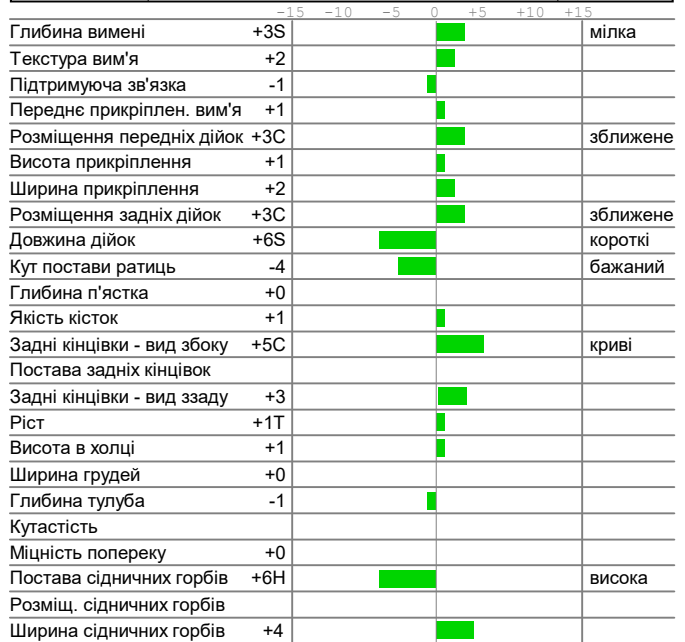 -15 -10 -5 0 +5 +10 +15
Глибина вимені +3S мілка
Текстура вим'я +2
Підтримуюча зв'язка -1
Переднє прикріплен. вим'я +1
Розміщення передніх дійок +3C зближене
Висота прикріплення +1
Ширина прикріплення +2
Розміщення задніх дійок +3C зближене
Довжина дійок +6S короткі
Кут постави ратиць -4 бажаний
Глибина п'ястка +0
Якість кісток +1
Задні кінцівки - вид збоку +5C криві
Постава задніх кінцівок
Задні кінцівки - вид ззаду +3
Ріст +1T
Висота в холці +1
Ширина грудей +0
Глибина тулуба -1
Кутастість
Міцність попереку +0
Постава сідничних горбів +6H висока
Розміщ. сідничних горбів
Ширина сідничних горбів +4